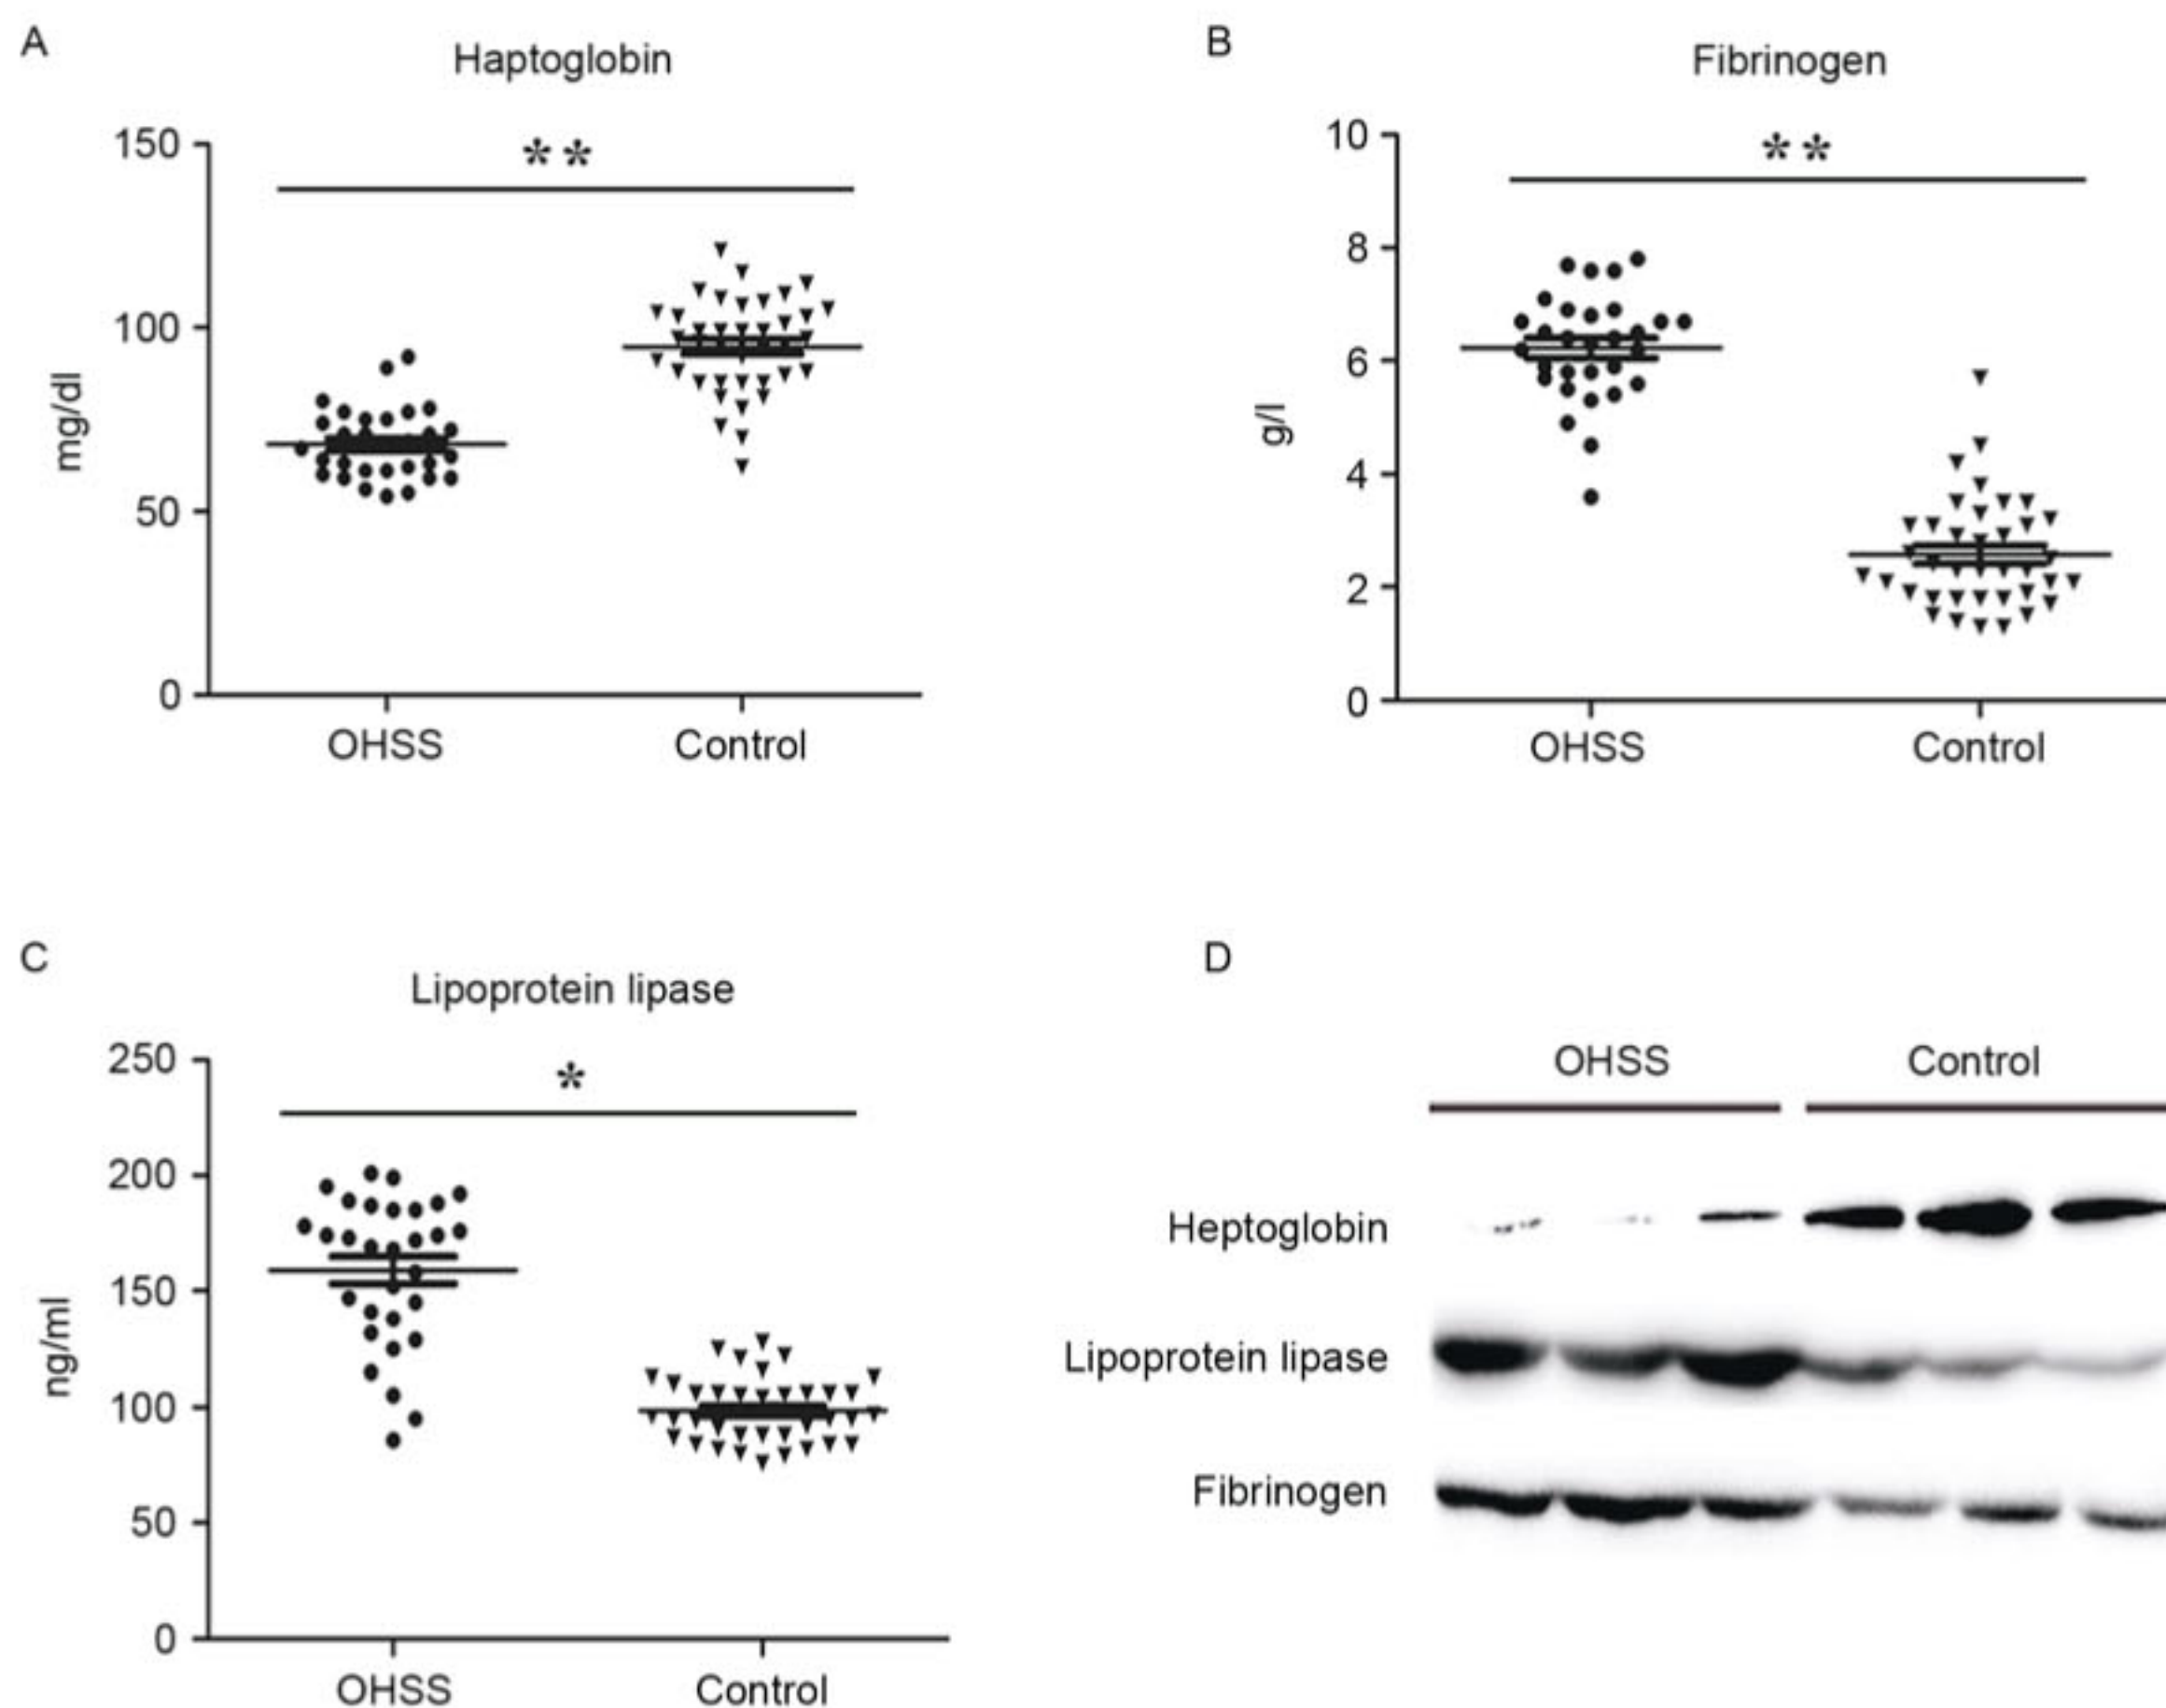 A
Haptoglobin
150
100
50
0
mg/dl
**
OHSS
Control
B
Fibrinogen
10
8
6
4
2
0
g/l
**
OHSS
Control
C
Lipoprotein lipase
250
200
150
100
50
0
ng/ml
*
OHSS
Control
D
OHSS
Control
Heptoglobin
Lipoprotein lipase
Fibrinogen